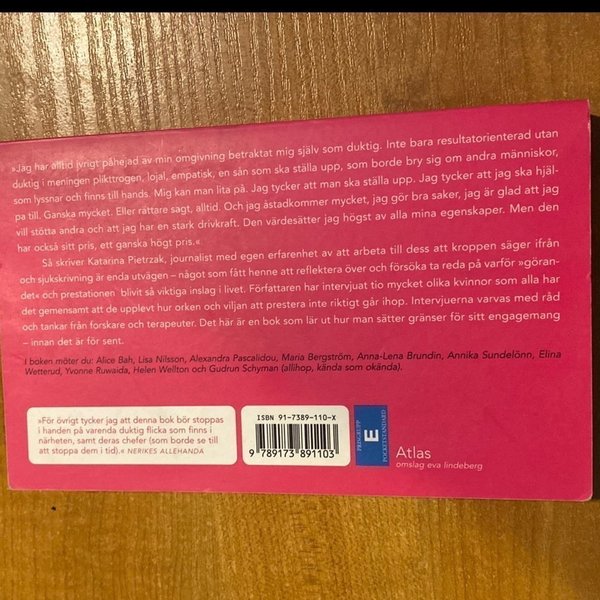 »Jag har alltid ivrigt påhejad av min omgivning betraktat mig själv som duktig. Inte bara resultatorienterad utan
duktig i meningen plikttrogen, lojal, empatisk, en sån som ska ställa upp, som borde bry sig om andra människor,
som lyssnar och finns till hands. Mig kan man lita på. Jag tycker att man ska ställa upp. Jag tycker att jag ska hjäl-
pa till. Ganska mycket. Eller rättare sagt, alltid. Och jag åstadkommer mycket, jag gör bra saker, jag är glad att jag
vill stötta andra och att jag har en stark drivkraft. Den värdesätter jag högst av alla mina egenskaper. Men den
har också sitt pris, ett ganska högt pris.«
Så skriver Katarina Pietrzak, journalist med egen erfarenhet av att arbeta till dess att kroppen säger ifrån
och sjukskrivning är enda utvägen – något som fått henne att reflektera över och försöka ta reda på varför »göran-
det« och prestationen blivit så viktiga inslag i livet. Författaren har intervjuat tio mycket olika kvinnor som alla har
det gemensamt att de upplevt hur orken och viljan att prestera inte riktigt går ihop. Intervjuerna varvas med råd
och tankar från forskare och terapeuter. Det här är en bok som lär ut hur man sätter gränser för sitt engagemang
– innan det är för sent.
I boken möter du: Alice Bah, Lisa Nilsson, Alexandra Pascalidou, Maria Bergström, Anna-Lena Brundin, Annika Sundelönn, Elina
Wetterud, Yvonne Ruwaida, Helen Wellton och Gudrun Schyman (allihop, kända som okända).
»För övrigt tycker jag att denna bok bör stoppas
i handen på varenda duktig flicka som finns i
närheten, samt deras chefer (som borde se till
att stoppa dem i tid).« NERIKES ALLEHANDA
ISBN 91-7389-110-X
9 789173 891103
PRISGRUPP
E
POCKETSTANDARD
Atlas
omslag eva lindeberg